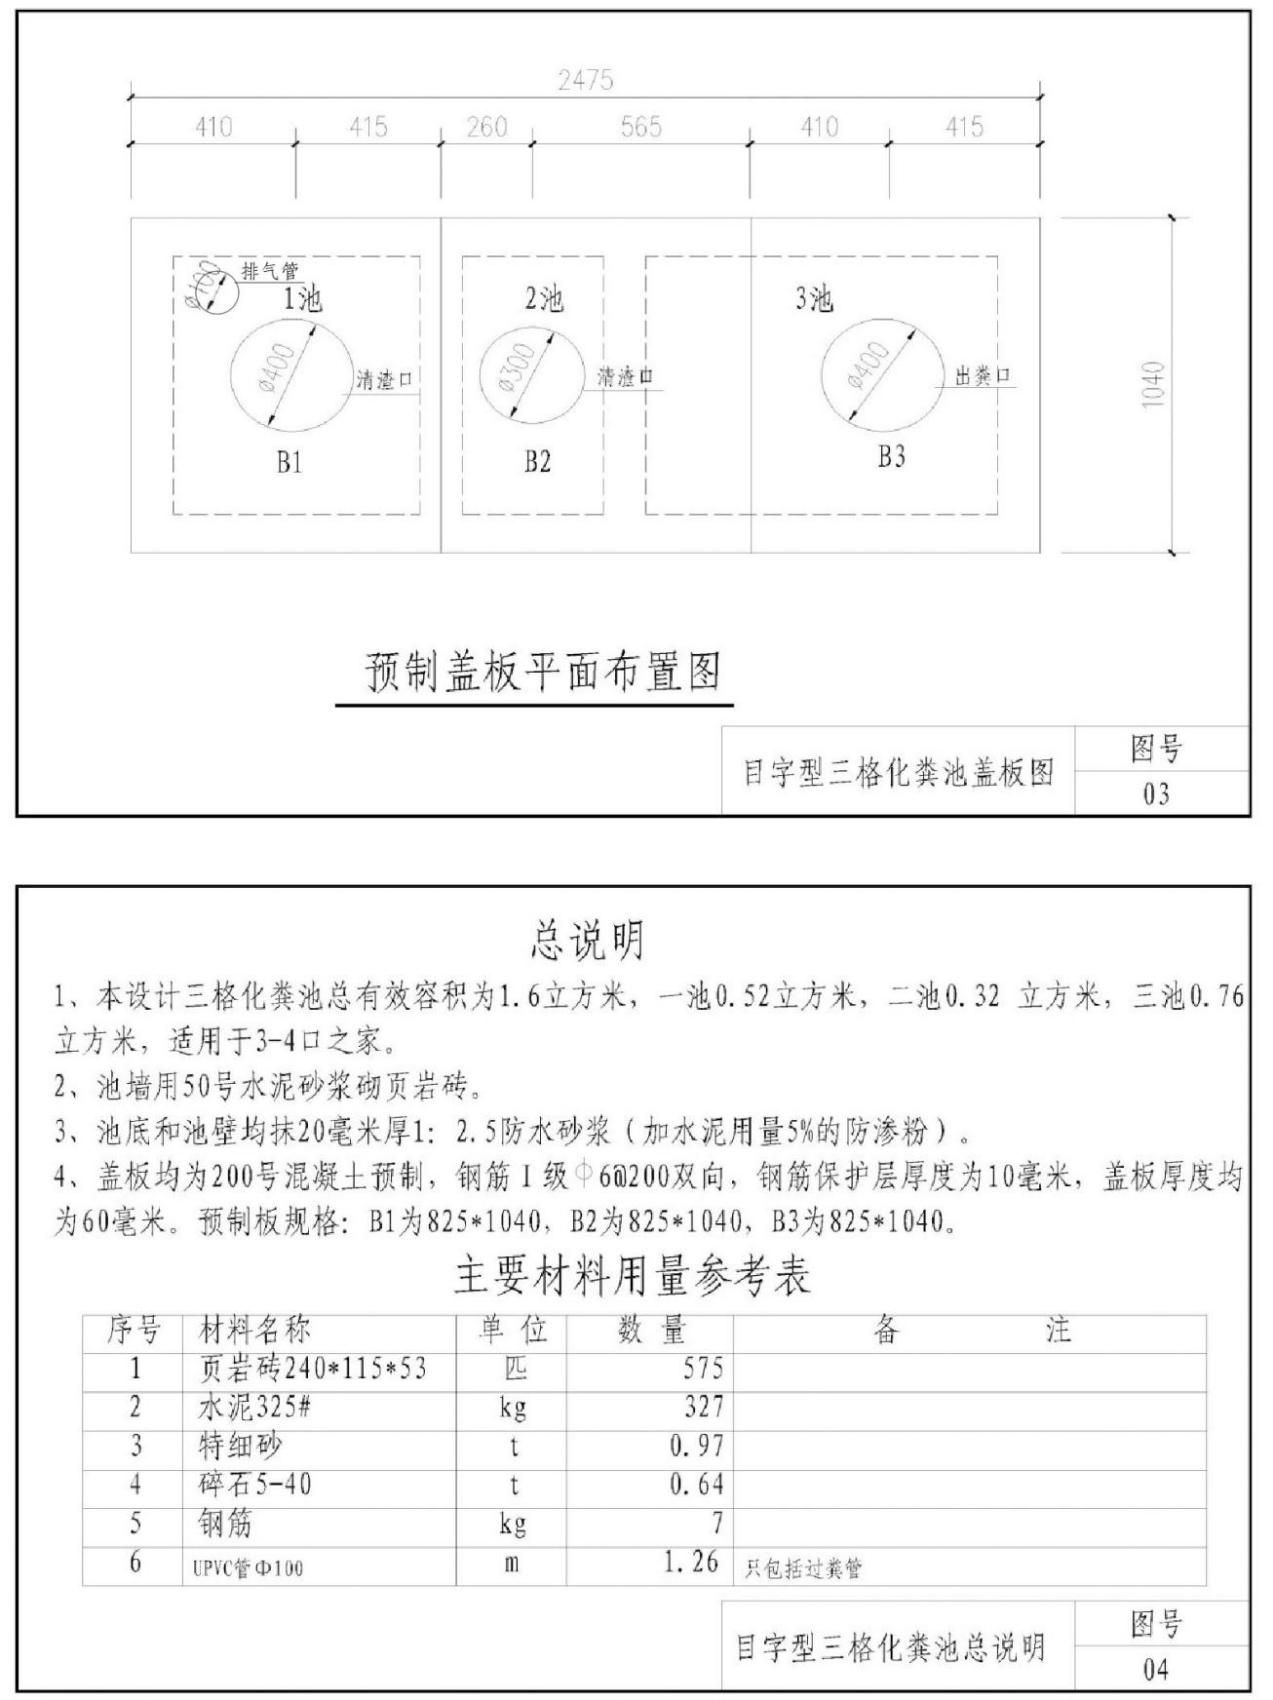 2475
410 415 260 565 410 415
ø100 排气管
1池 2池 3池
ø400 清渣口 ø300 清渣口 ø400 出粪口
1040
B1 B2 B3
预制盖板平面布置图
目字型三格化粪池盖板图
图号
03
总说明
1、本设计三格化粪池总有效容积为1.6立方米，一池0.52立方米，二池0.32 立方米，三池0.76
立方米，适用于3-4口之家。
2、池墙用50号水泥砂浆砌页岩砖。
3、池底和池壁均抹20毫米厚1：2.5防水砂浆（加水泥用量5%的防渗粉）。
4、盖板均为200号混凝土预制，钢筋Ⅰ级ϕ6@200双向，钢筋保护层厚度为10毫米，盖板厚度均
为60毫米。预制板规格：B1为825*1040，B2为825*1040，B3为825*1040。
主要材料用量参考表
序号 材料名称 单 位 数 量 备 注
1 页岩砖240*115*53 匹 575
2 水泥325# kg 327
3 特细砂 t 0.97
4 碎石5-40 t 0.64
5 钢筋 kg 7
6 UPVC管Φ100 m 1.26 只包括过粪管
目字型三格化粪池总说明
图号
04